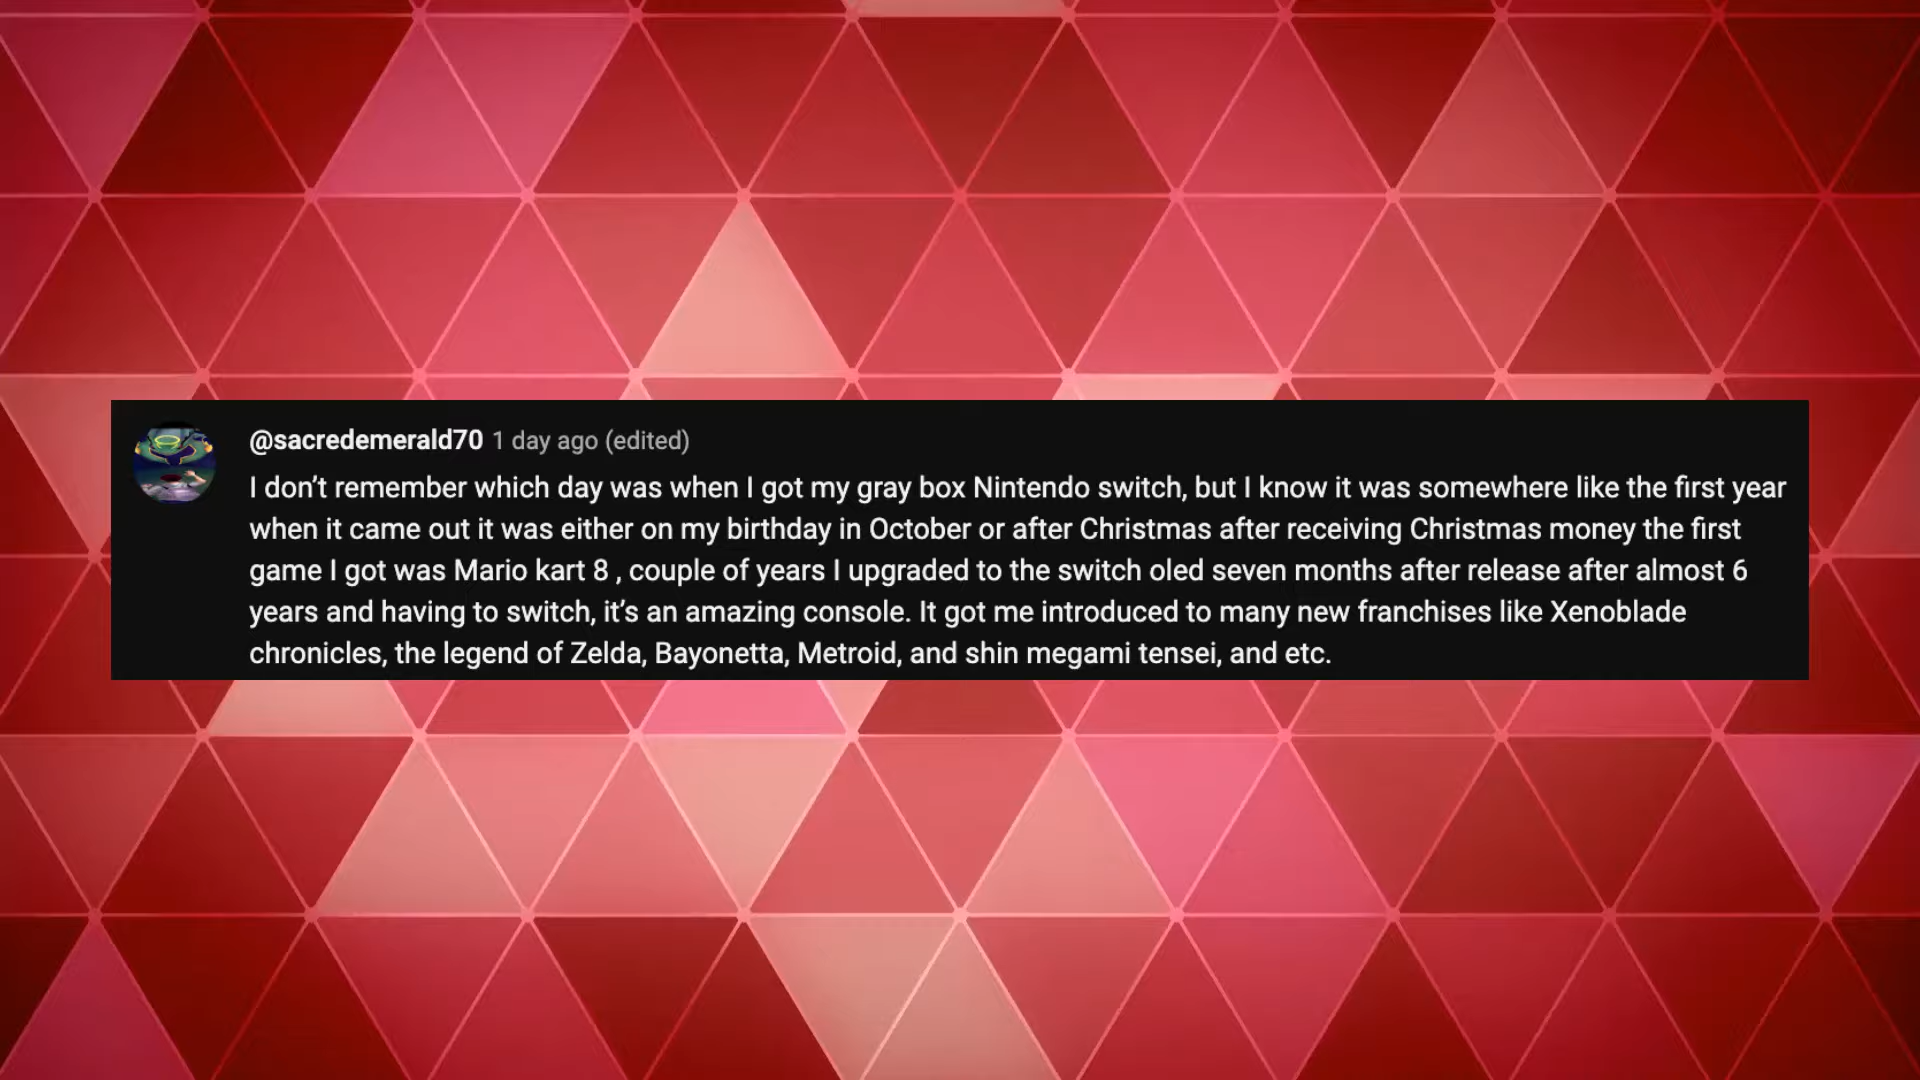 @sacredemerald70 1 day ago (edited)
I don’t remember which day was when I got my gray box Nintendo switch, but I know it was somewhere like the first year
when it came out it was either on my birthday in October or after Christmas after receiving Christmas money the first
game I got was Mario kart 8 , couple of years I upgraded to the switch oled seven months after release after almost 6
years and having to switch, it’s an amazing console. It got me introduced to many new franchises like Xenoblade
chronicles, the legend of Zelda, Bayonetta, Metroid, and shin megami tensei, and etc.